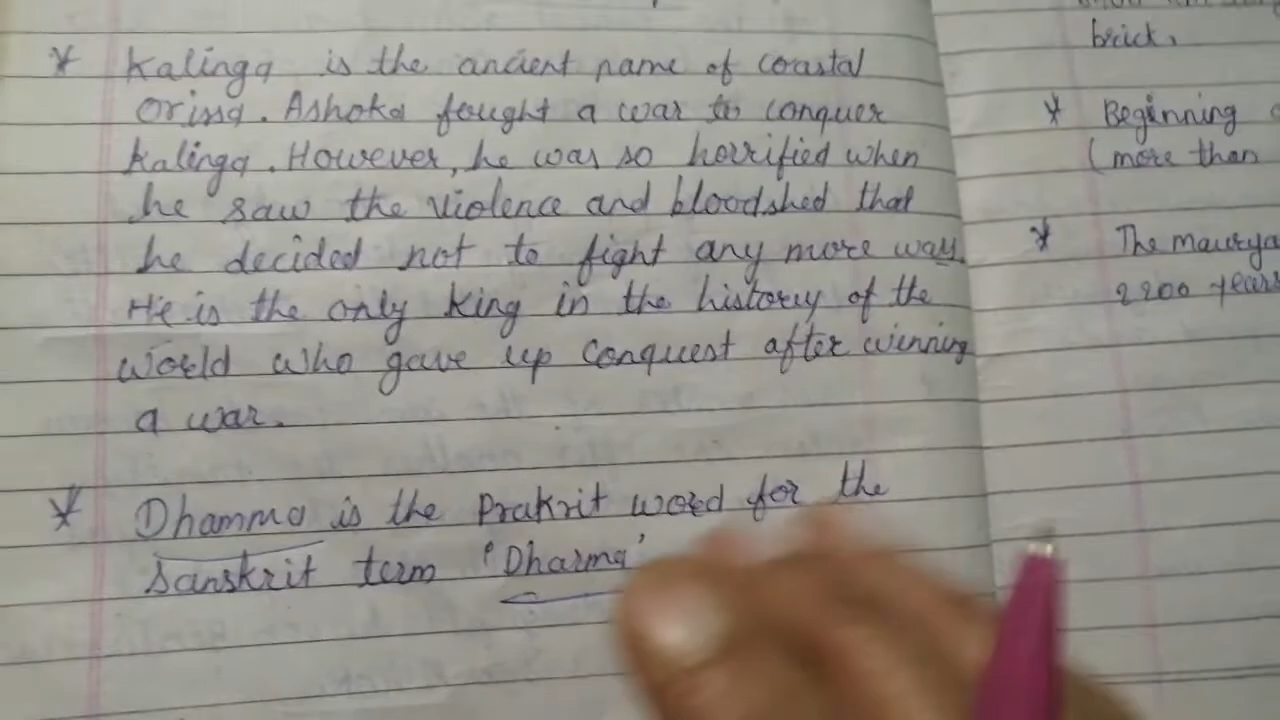 * Kalinga is the ancient name of coastal
Orissa. Ashoka fought a war to conquer
Kalinga. However, he was so horrified when
he saw the violence and bloodshed that
he decided not to fight any more
He is the only king in the history of the
world who gave up conquest after winning
a war.
* Dhamma is the Prakrit word for the
Sanskrit term 'Dharma'
brick.
* Beginning
(more than
* The maurya
2200 years